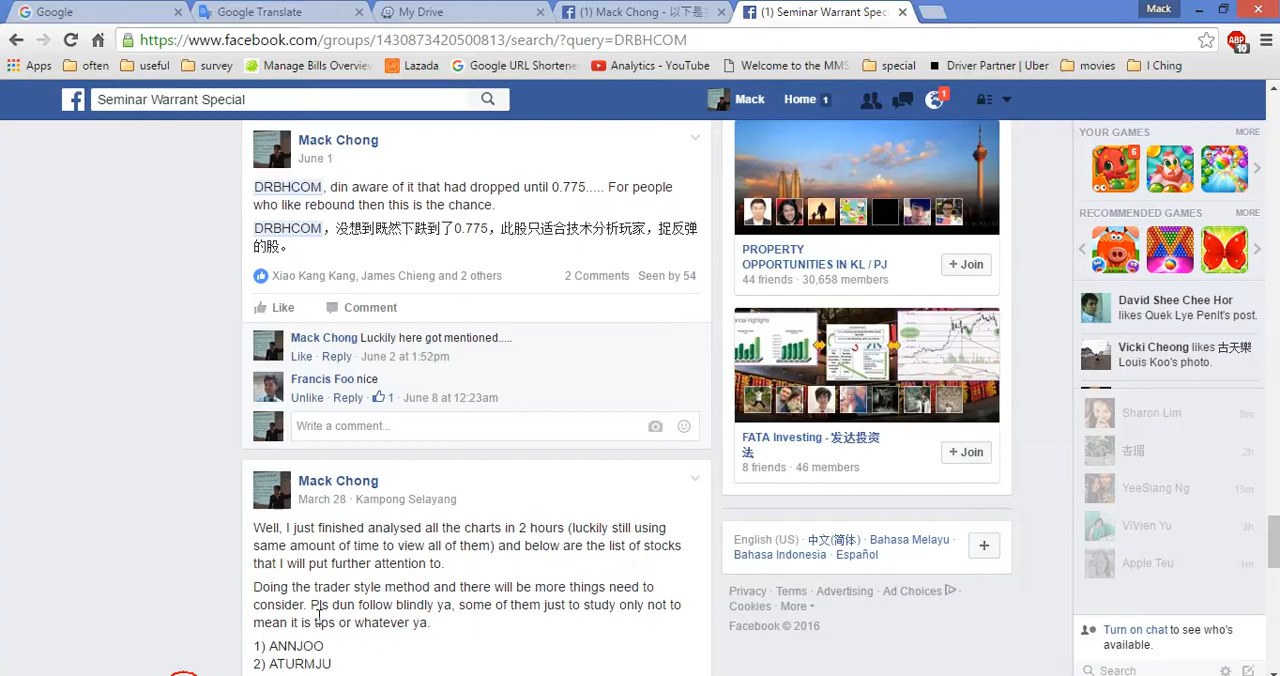 Google
Google Translate
My Drive
(1) Mack Chong - 以下是
(1) Seminar Warrant Spec
Mack
https://www.facebook.com/groups/1430873420500813/search/?query=DRBHCOM
ABP
10
Apps
often
useful
survey
Manage Bills Overvie
Lazada
Google URL Shortene
Analytics - YouTube
Welcome to the MMS
special
Driver Partner | Uber
movies
I Ching
Seminar Warrant Special
Mack
Home 1
1
Mack Chong
June 1
DRBHCOM, din aware of it that had dropped until 0.775..... For people
who like rebound then this is the chance.
DRBHCOM，没想到既然下跌到了0.775，此股只适合技术分析玩家，捉反弹
的股。
Xiao Kang Kang, James Chieng and 2 others
2 Comments Seen by 54
Like Comment
Mack Chong Luckily here got mentioned.....
Like · Reply · June 2 at 1:52pm
Francis Foo nice
Unlike · Reply · 1 · June 8 at 12:23am
Write a comment...
Mack Chong
March 28 · Kampong Selayang
Well, I just finished analyzed all the charts in 2 hours (luckily still using
same amount of time to view all of them) and below are the list of stocks
that I will put further attention to.
Doing the trader style method and there will be more things need to
consider. Pls dun follow blindly ya, some of them just to study only not to
mean it is tips or whatever ya.
1) ANNJOO
2) ATURMJU
PROPERTY
OPPORTUNITIES IN KL / PJ
44 friends · 30,658 members
+ Join
FATA Investing - 发达投资
法
8 friends · 46 members
+ Join
English (US) · 中文(简体) · Bahasa Melayu ·
Bahasa Indonesia · Español
+
Privacy · Terms · Advertising · Ad Choices ·
Cookies · More
Facebook © 2016
YOUR GAMES
MORE
6
RECOMMENDED GAMES
MORE
David Shee Chee Hor
likes Quek Lye Penlt's post.
Vicki Cheung likes 古天樂
Louis Koo's photo.
Sharon Lim 8m
杏瑂 2h
YeeSiang Ng 15m
ViVien Yu 3h
Apple Teu 1m
Turn on chat to see who's
available.
Search